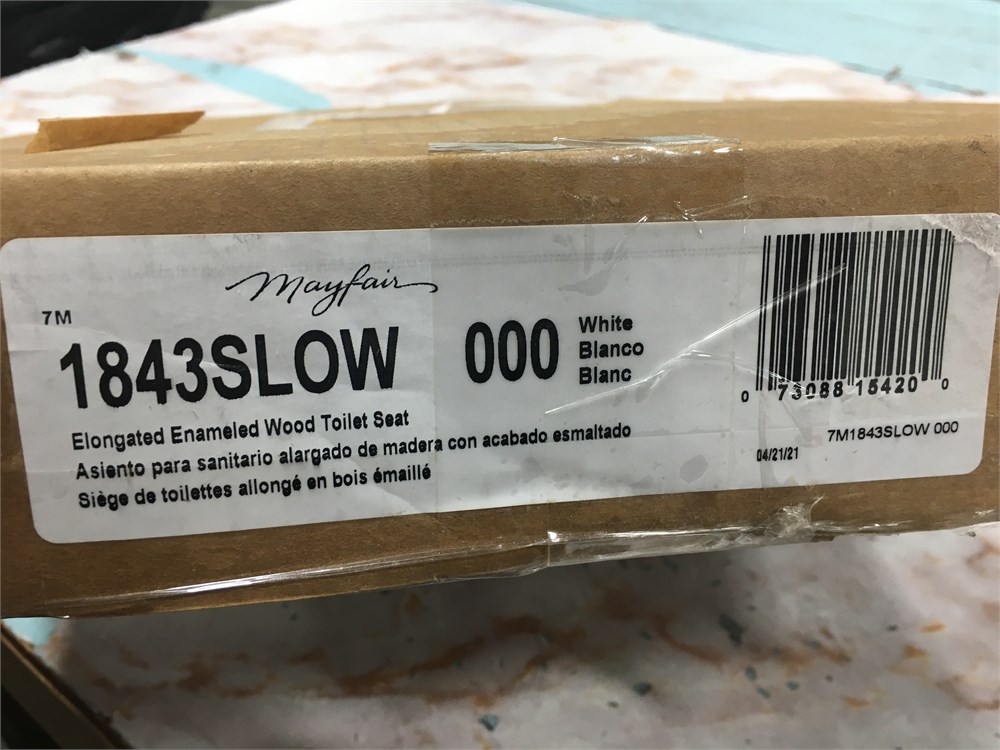 Mayfair
7M
1843SLOW
000
White
Blanco
Blanc
Elongated Enameled Wood Toilet Seat
Asiento para sanitario alargado de madera con acabado esmaltado
Siège de toilettes allongé en bois émaillé
0 73088 15420 0
7M1843SLOW 000
04/21/21